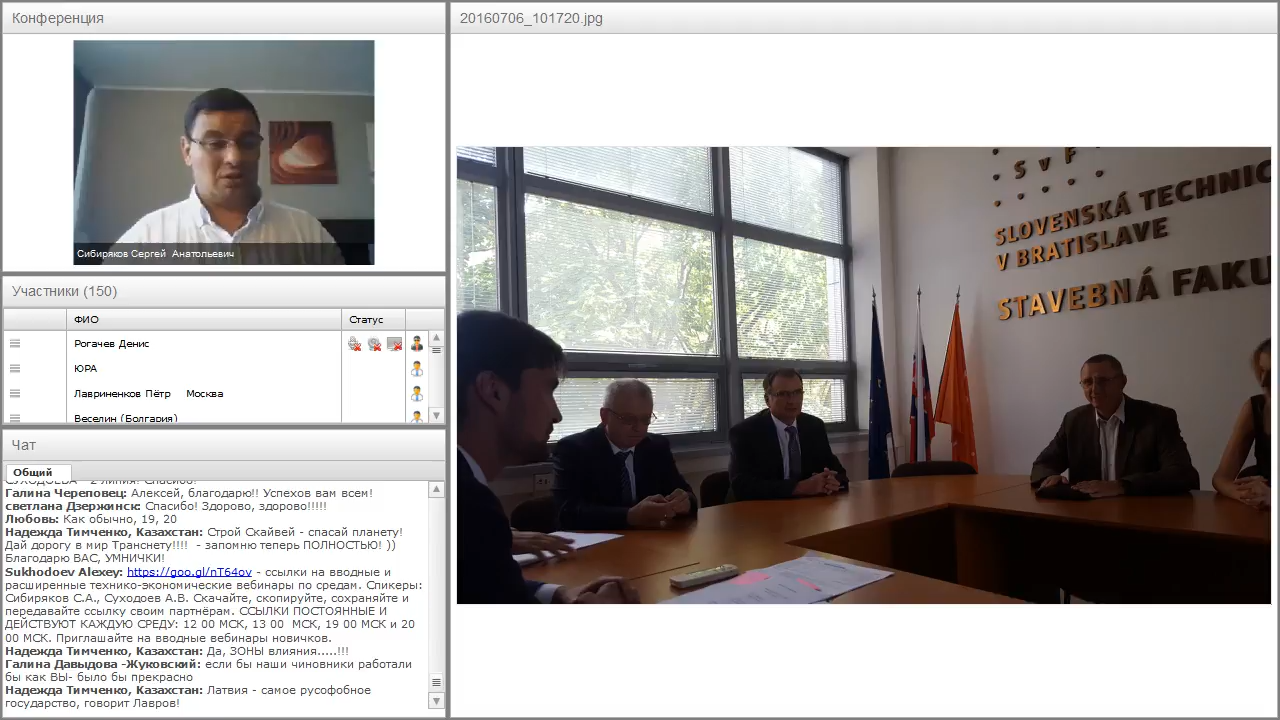 Конференция
Сибиряков Сергей Анатольевич
Участники (150)
ФИО Статус
Рогачев Денис
ЮРА
Лавриненков Пётр Москва
Веселин (Болгария)
Чат
Общий
СУХОДОЕВА - 2 линия! Спасибо!
Галина Череповец: Алексей, благодарю!! Успехов вам всем!
светлана Дзержинск: Спасибо! Здорово, здорово!!!!!
Любовь: Как обычно, 19, 20
Надежда Тимченко, Казахстан: Строй Скайвей - спасай планету!
Дай дорогу в мир Транснету!!!! - запомню теперь ПОЛНОСТЬЮ! ))
Благодарю ВАС, УМНИЧКИ!
Sukhodoev Alexey: https://goo.gl/nT64ov - ссылки на вводные и
расширенные технико-экономические вебинары по средам. Спикеры:
Сибиряков С.А., Суходоев А.В. Скачайте, скопируйте, сохраняйте и
передавайте ссылку своим партнёрам. ССЫЛКИ ПОСТОЯННЫЕ И
ДЕЙСТВУЮТ КАЖДУЮ СРЕДУ: 12 00 МСК, 13 00 МСК, 19 00 МСК и 20
00 МСК. Приглашайте на вводные вебинары новичков.
Надежда Тимченко, Казахстан: Да, ЗОНЫ влияния.....!!!
Галина Давыдова -Жуковский: если бы наши чиновники работали
бы как ВЫ- было бы прекрасно
Надежда Тимченко, Казахстан: Латвия - самое русофобное
государство, говорит Лавров!
20160706_101720.jpg
S v F
SLOVENSKÁ TECHNIC
V BRATISLAVE
STAVEBNÁ FAKU